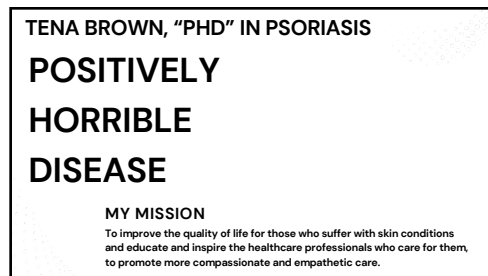 TENA BROWN, “PHD” IN PSORIASIS
POSITIVELY
HORRIBLE
DISEASE
MY MISSION
To improve the quality of life for those who suffer with skin conditions
and educate and inspire the healthcare professionals who care for them,
to promote more compassionate and empathetic care.